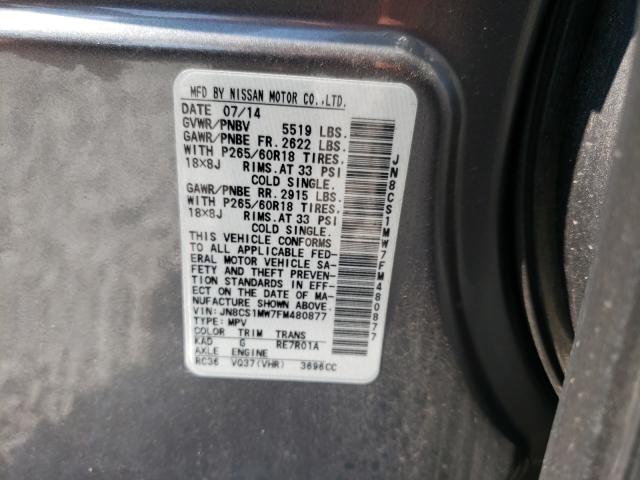 MFD BY NISSAN MOTOR CO.,LTD.
DATE 07/14
GVWR/PNBV 5519 LBS.
GAWR/PNBE FR. 2622 LBS.
WITH P265/60R18 TIRES.
18×8J RIMS. AT 33 PSI
COLD SINGLE.
GAWR/PNBE RR. 2915 LBS.
WITH P265/60R18 TIRES.
18×8J RIMS. AT 33 PSI
COLD SINGLE.
THIS VEHICLE CONFORMS
TO ALL APPLICABLE FED-
ERAL MOTOR VEHICLE SA-
FETY AND THEFT PREVEN-
TION STANDARDS IN EFF-
ECT ON THE DATE OF MA-
NUFACTURE SHOWN ABOVE.
VIN: JN8CS1MW7FM480877
TYPE: MPV
COLOR TRIM TRANS
KAD G RE7R01A
AXLE ENGINE
RC36 VQ37(VHR) 3696CC
JN8CS1MW7FM480877